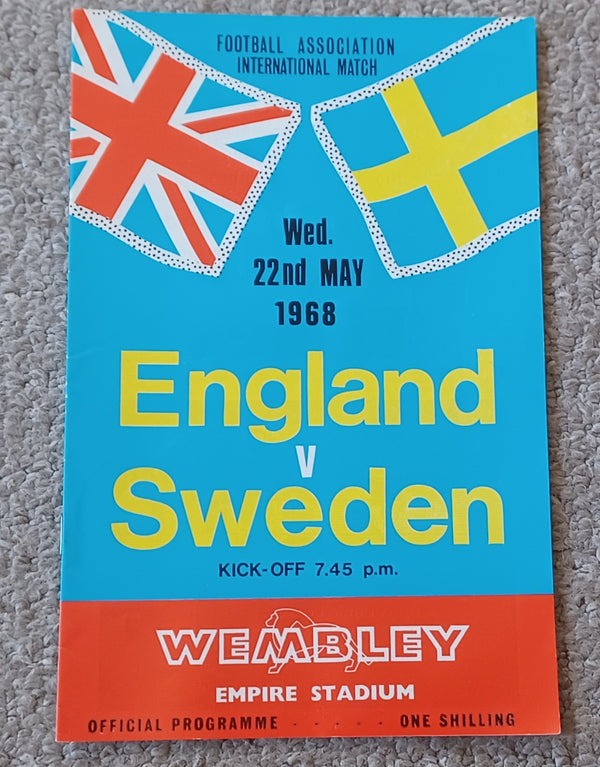 FOOTBALL ASSOCIATION
INTERNATIONAL MATCH
Wed.
22nd MAY
1968
England
v
Sweden
KICK-OFF 7.45 p.m.
WEMBLEY
EMPIRE STADIUM
OFFICIAL PROGRAMME - - - - - ONE SHILLING